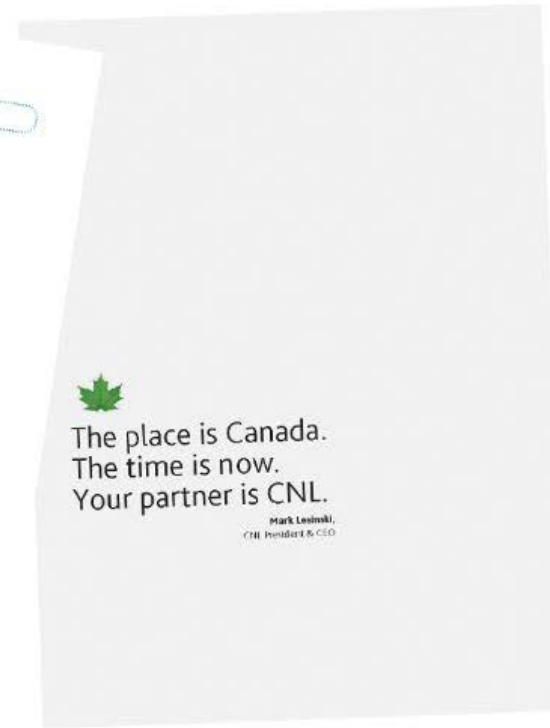 The place is Canada.
The time is now.
Your partner is CNL.
Mark Lesinski,
CNL President & CEO